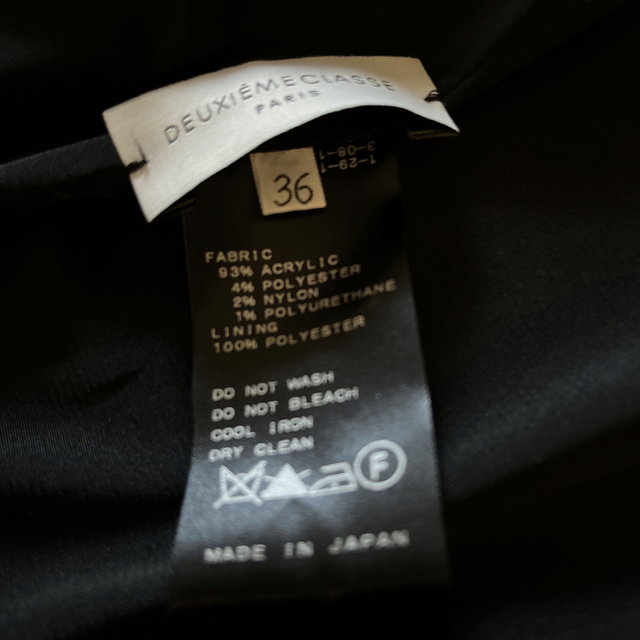 DEUXIÈMECLASSE
PARIS
36
FABRIC
93% ACRYLIC
4% POLYESTER
2% NYLON
1% POLYURETHANE
LINING
100% POLYESTER
DO NOT WASH
DO NOT BLEACH
COOL IRON
DRY CLEAN
F
MADE IN JAPAN